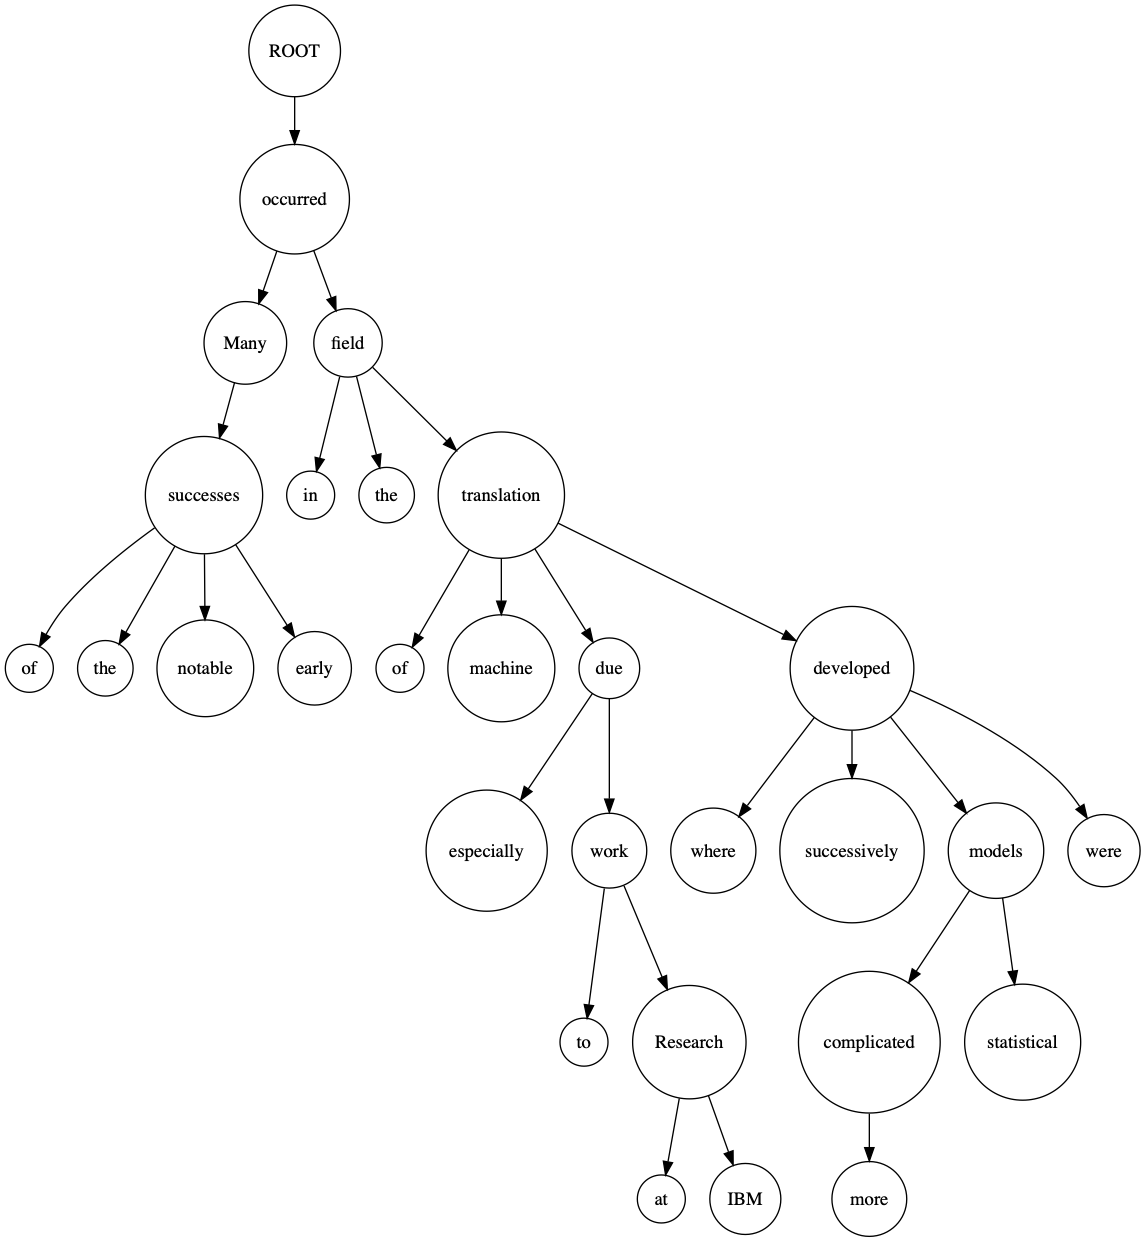 ROOT
occurred
Many
field
successes
in
the
translation
of
the
notable
early
of
machine
due
developed
especially
work
where
successively
models
were
to
Research
complicated
statistical
at
IBM
more